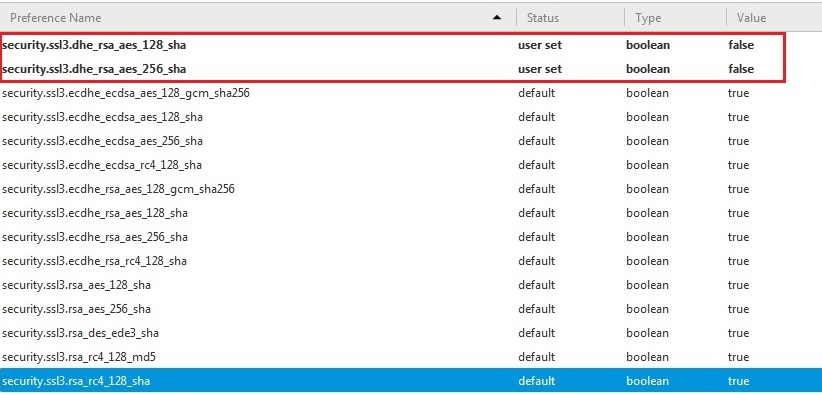 Preference Name Status Type Value
security.ssl3.dhe_rsa_aes_128_sha user set boolean false
security.ssl3.dhe_rsa_aes_256_sha user set boolean false
security.ssl3.ecdhe_ecdsa_aes_128_gcm_sha256 default boolean true
security.ssl3.ecdhe_ecdsa_aes_128_sha default boolean true
security.ssl3.ecdhe_ecdsa_aes_256_sha default boolean true
security.ssl3.ecdhe_ecdsa_rc4_128_sha default boolean true
security.ssl3.ecdhe_rsa_aes_128_gcm_sha256 default boolean true
security.ssl3.ecdhe_rsa_aes_128_sha default boolean true
security.ssl3.ecdhe_rsa_aes_256_sha default boolean true
security.ssl3.ecdhe_rsa_rc4_128_sha default boolean true
security.ssl3.rsa_aes_128_sha default boolean true
security.ssl3.rsa_aes_256_sha default boolean true
security.ssl3.rsa_des_ede3_sha default boolean true
security.ssl3.rsa_rc4_128_md5 default boolean true
security.ssl3.rsa_rc4_128_sha default boolean true